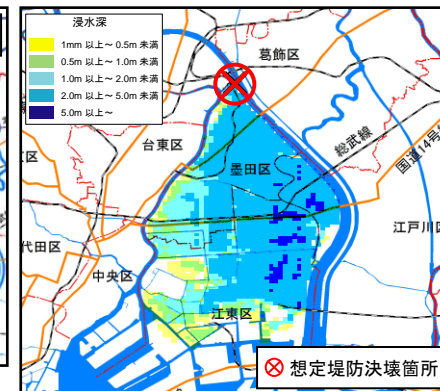 浸水深
1mm 以上～ 0.5m 未満
0.5m 以上～ 1.0m 未満
1.0m 以上～ 2.0m 未満
2.0m 以上～ 5.0m 未満
5.0m 以上～
葛飾区
台東区
総武線
国道14号
墨田区
江戸川区
代田区
中央区
江東区
想定堤防決壊箇所